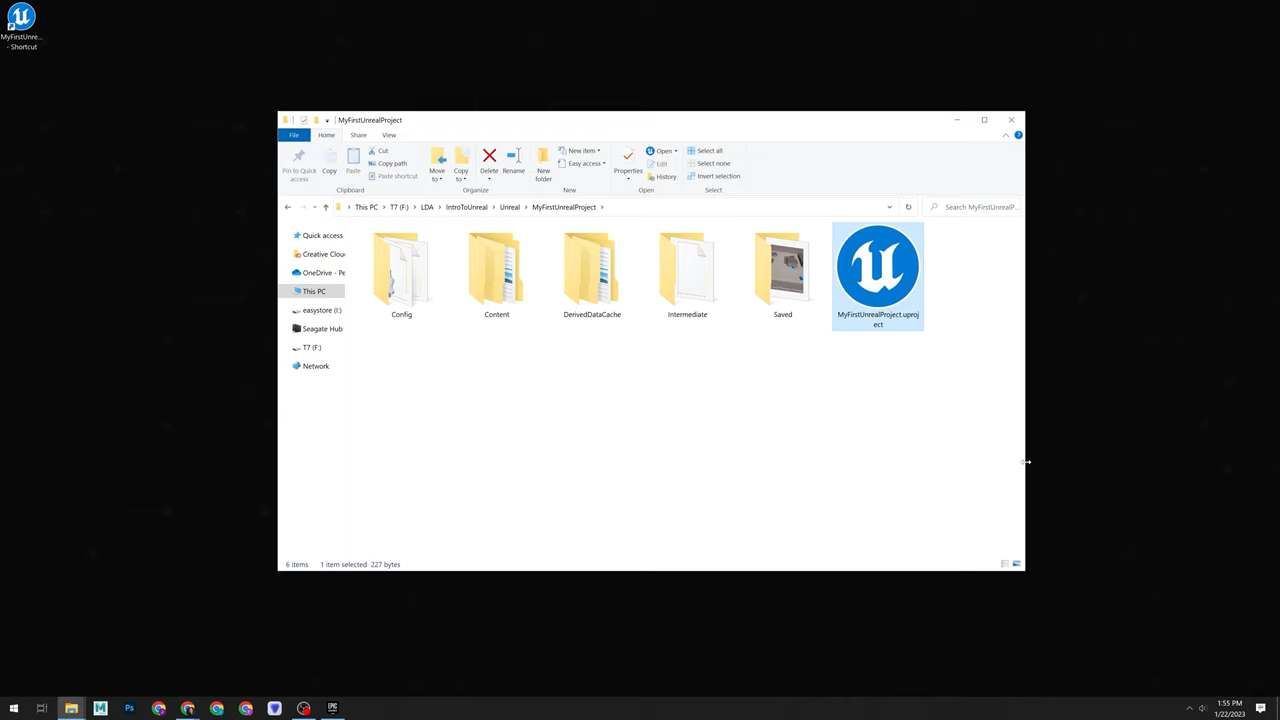 MyFirstUnre...
- Shortcut
MyFirstUnrealProject
File
Home
Share
View
Pin to Quick
access
Copy
Paste
Cut
Copy path
Paste shortcut
Clipboard
Move
to
Copy
to
Delete
Rename
Organize
New
folder
New item
Easy access
New
Properties
Open
Edit
History
Open
Select all
Select none
Invert selection
Select
This PC
T7 (F:)
LDA
IntroToUnreal
Unreal
MyFirstUnrealProject
Search MyFirstUnrealP...
Quick access
Creative Cloud
OneDrive - Pe
This PC
easystore (I:)
Seagate Hub
T7 (F:)
Network
Config
Content
DerivedDataCache
Intermediate
Saved
MyFirstUnrealProject.uproj
ect
6 items
1 item selected 227 bytes
Ps
EPIC
1:55 PM
1/22/2023